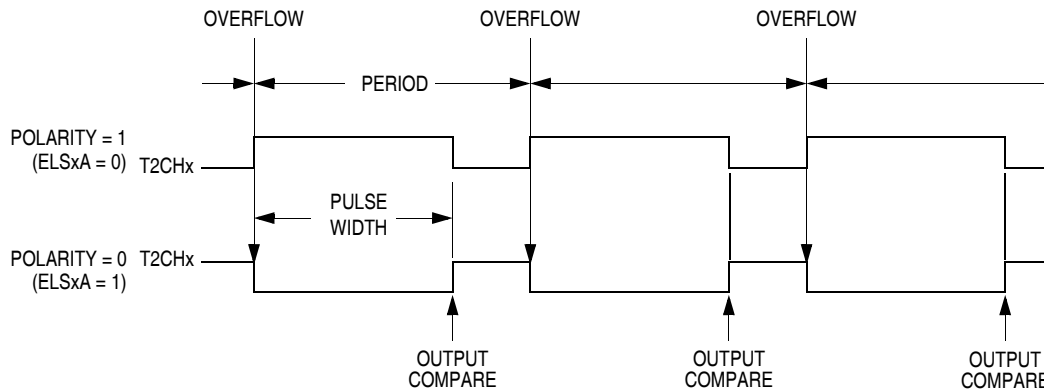 OVERFLOW OVERFLOW OVERFLOW
PERIOD
POLARITY = 1
(ELSxA = 0) T2CHx
PULSE
WIDTH
POLARITY = 0 T2CHx
(ELSxA = 1)
OUTPUT OUTPUT OUTPUT
COMPARE COMPARE COMPARE